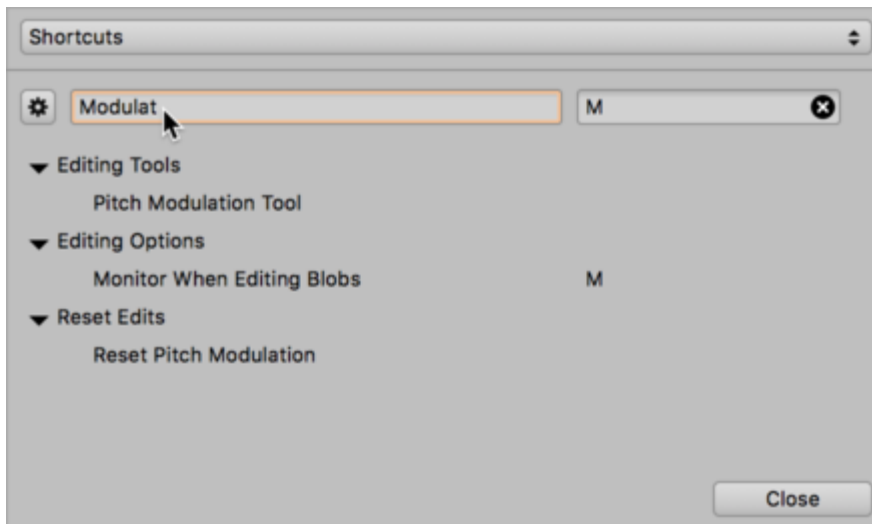 Shortcuts
Modulat M
Editing Tools
Pitch Modulation Tool
Editing Options
Monitor When Editing Blobs M
Reset Edits
Reset Pitch Modulation
Close